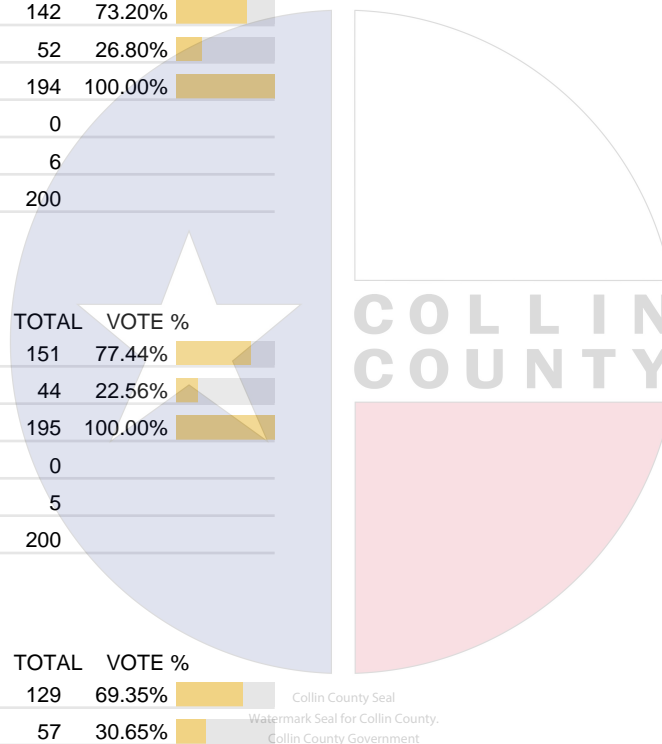 142 73.20%
52 26.80%
194 100.00%
0
6
200
TOTAL VOTE %
151 77.44%
44 22.56%
195 100.00%
0
5
200
COLLIN
COUNTY
TOTAL VOTE %
129 69.35%
57 30.65%
Collin County Seal
Watermark Seal for Collin County.
Collin County Government